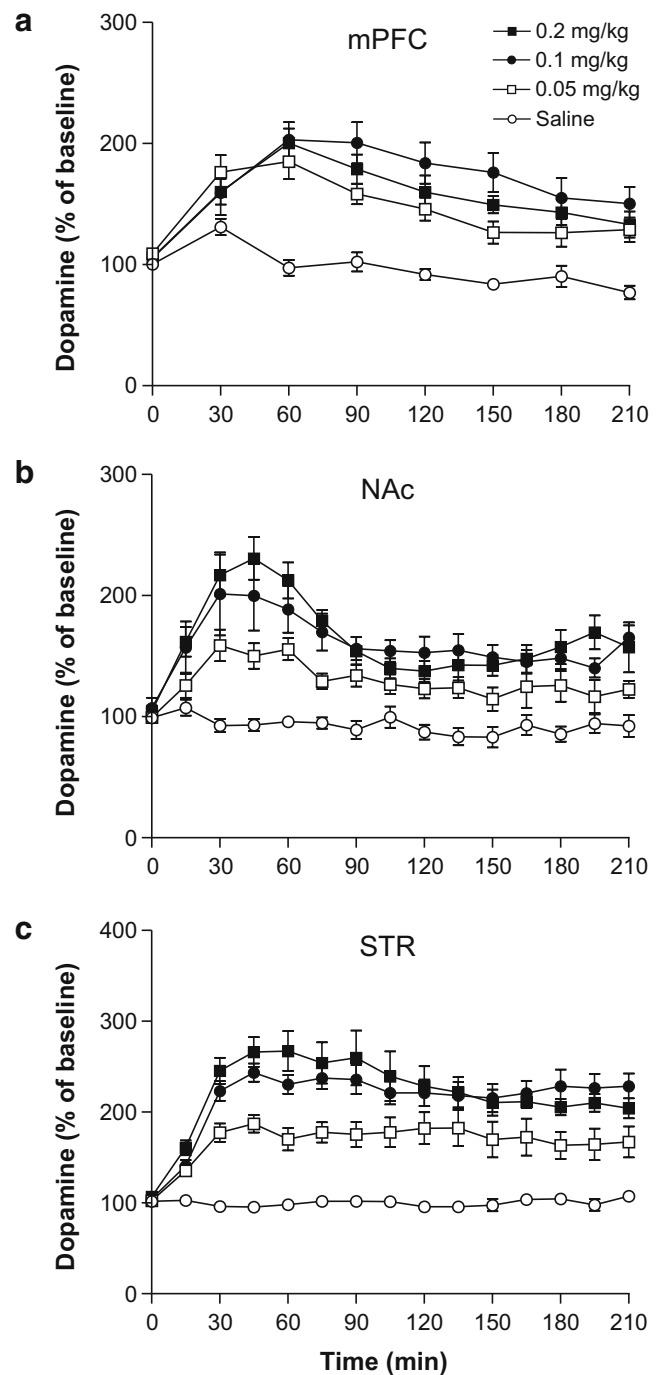 a
mPFC
0.2 mg/kg
0.1 mg/kg
0.05 mg/kg
Saline
Dopamine (% of baseline)
300
200
100
0
0 30 60 90 120 150 180 210
b
NAc
Dopamine (% of baseline)
300
200
100
0
0 30 60 90 120 150 180 210
c
STR
Dopamine (% of baseline)
400
300
200
100
0
0 30 60 90 120 150 180 210
Time (min)